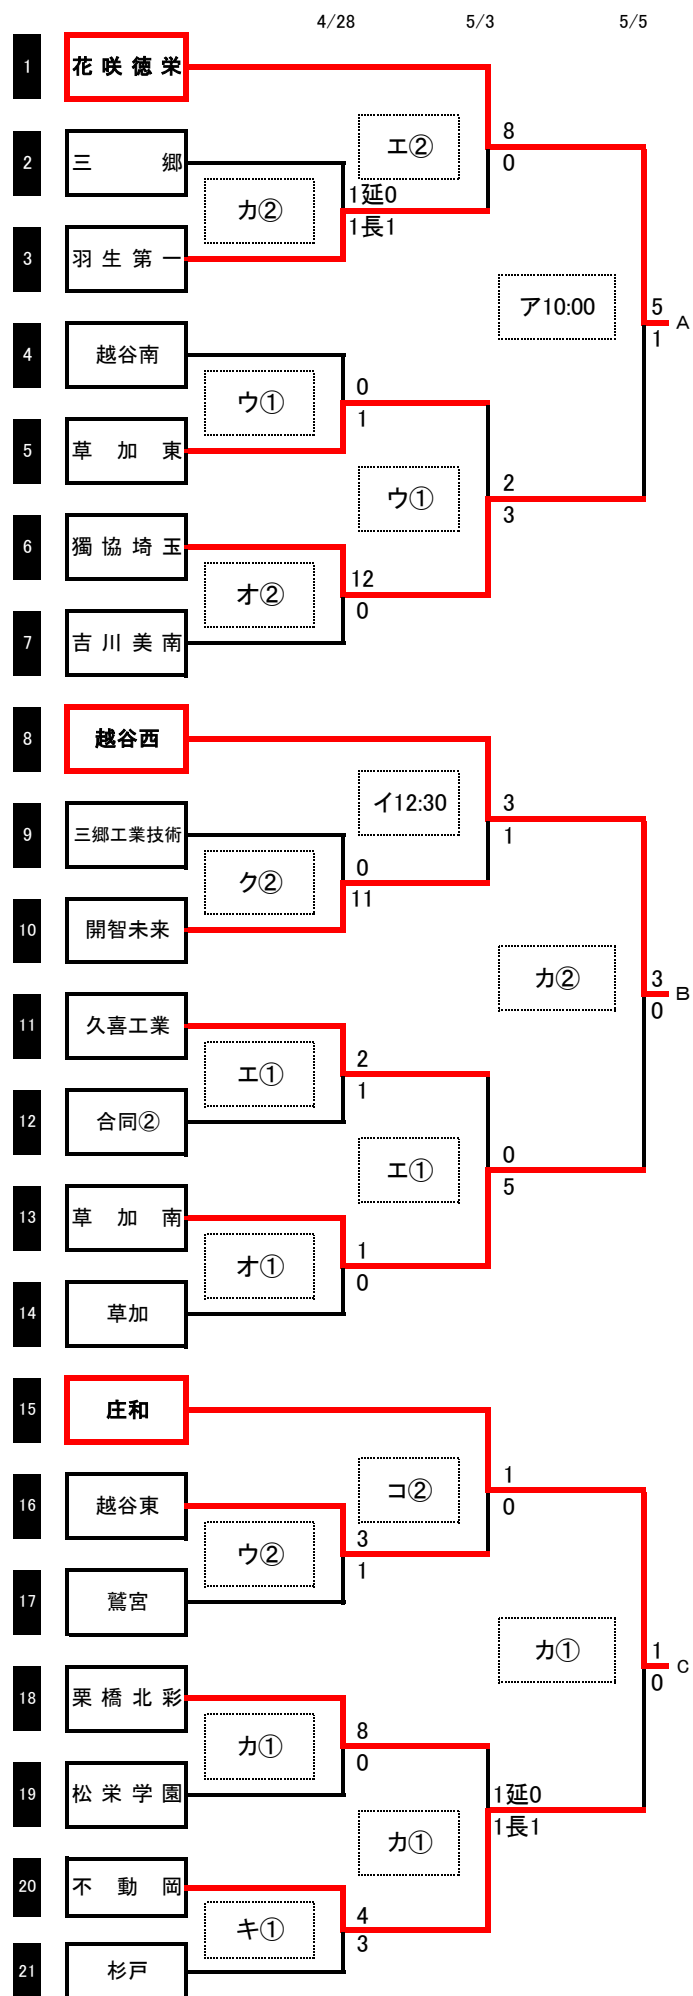 4/28 5/3 5/5
1 花咲徳栄
エ② 8
2 三郷
0
カ② 1延0
1長1
3 羽生第一
ア10:00 5
A
1
4 越谷南
ウ① 0
1
5 草加東
ウ① 2
3
6 獨協埼玉
オ② 12
0
7 吉川美南
8 越谷西
イ12:30 3
1
9 三郷工業技術
ク② 0
11
10 開智未来
カ② 3
B
0
11 久喜工業
エ① 2
1
12 合同②
エ① 0
5
13 草加南
オ① 1
0
14 草加
15 庄和
コ② 1
0
16 越谷東
ウ② 3
1
17 鷲宮
カ① 1
C
0
18 栗橋北彩
カ① 8
0
19 松栄学園
1延0
カ① 1長1
20 不動岡
キ① 4
3
21 杉戸